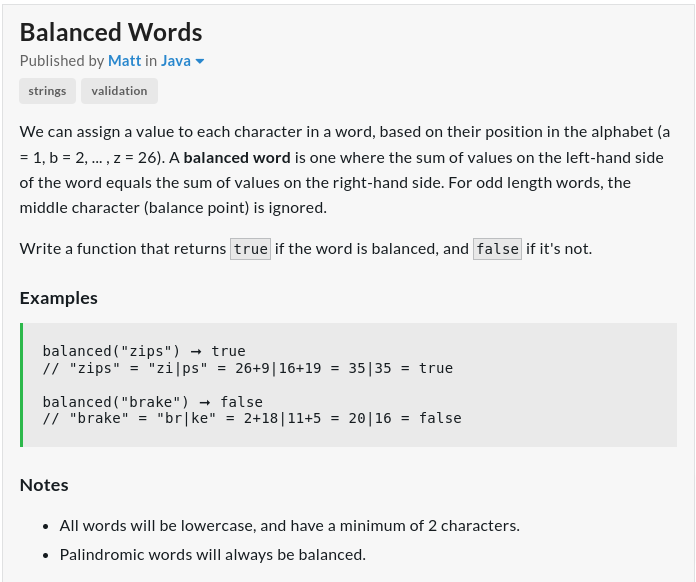 Balanced Words
Published by Matt in Java
strings validation
We can assign a value to each character in a word, based on their position in the alphabet (a
= 1, b = 2, ... , z = 26). A balanced word is one where the sum of values on the left-hand side
of the word equals the sum of values on the right-hand side. For odd length words, the
middle character (balance point) is ignored.
Write a function that returns true if the word is balanced, and false if it's not.
Examples
balanced("zips") ➞ true
// "zips" = "zi|ps" = 26+9|16+19 = 35|35 = true
balanced("brake") ➞ false
// "brake" = "br|ke" = 2+18|11+5 = 20|16 = false
Notes
• All words will be lowercase, and have a minimum of 2 characters.
• Palindromic words will always be balanced.